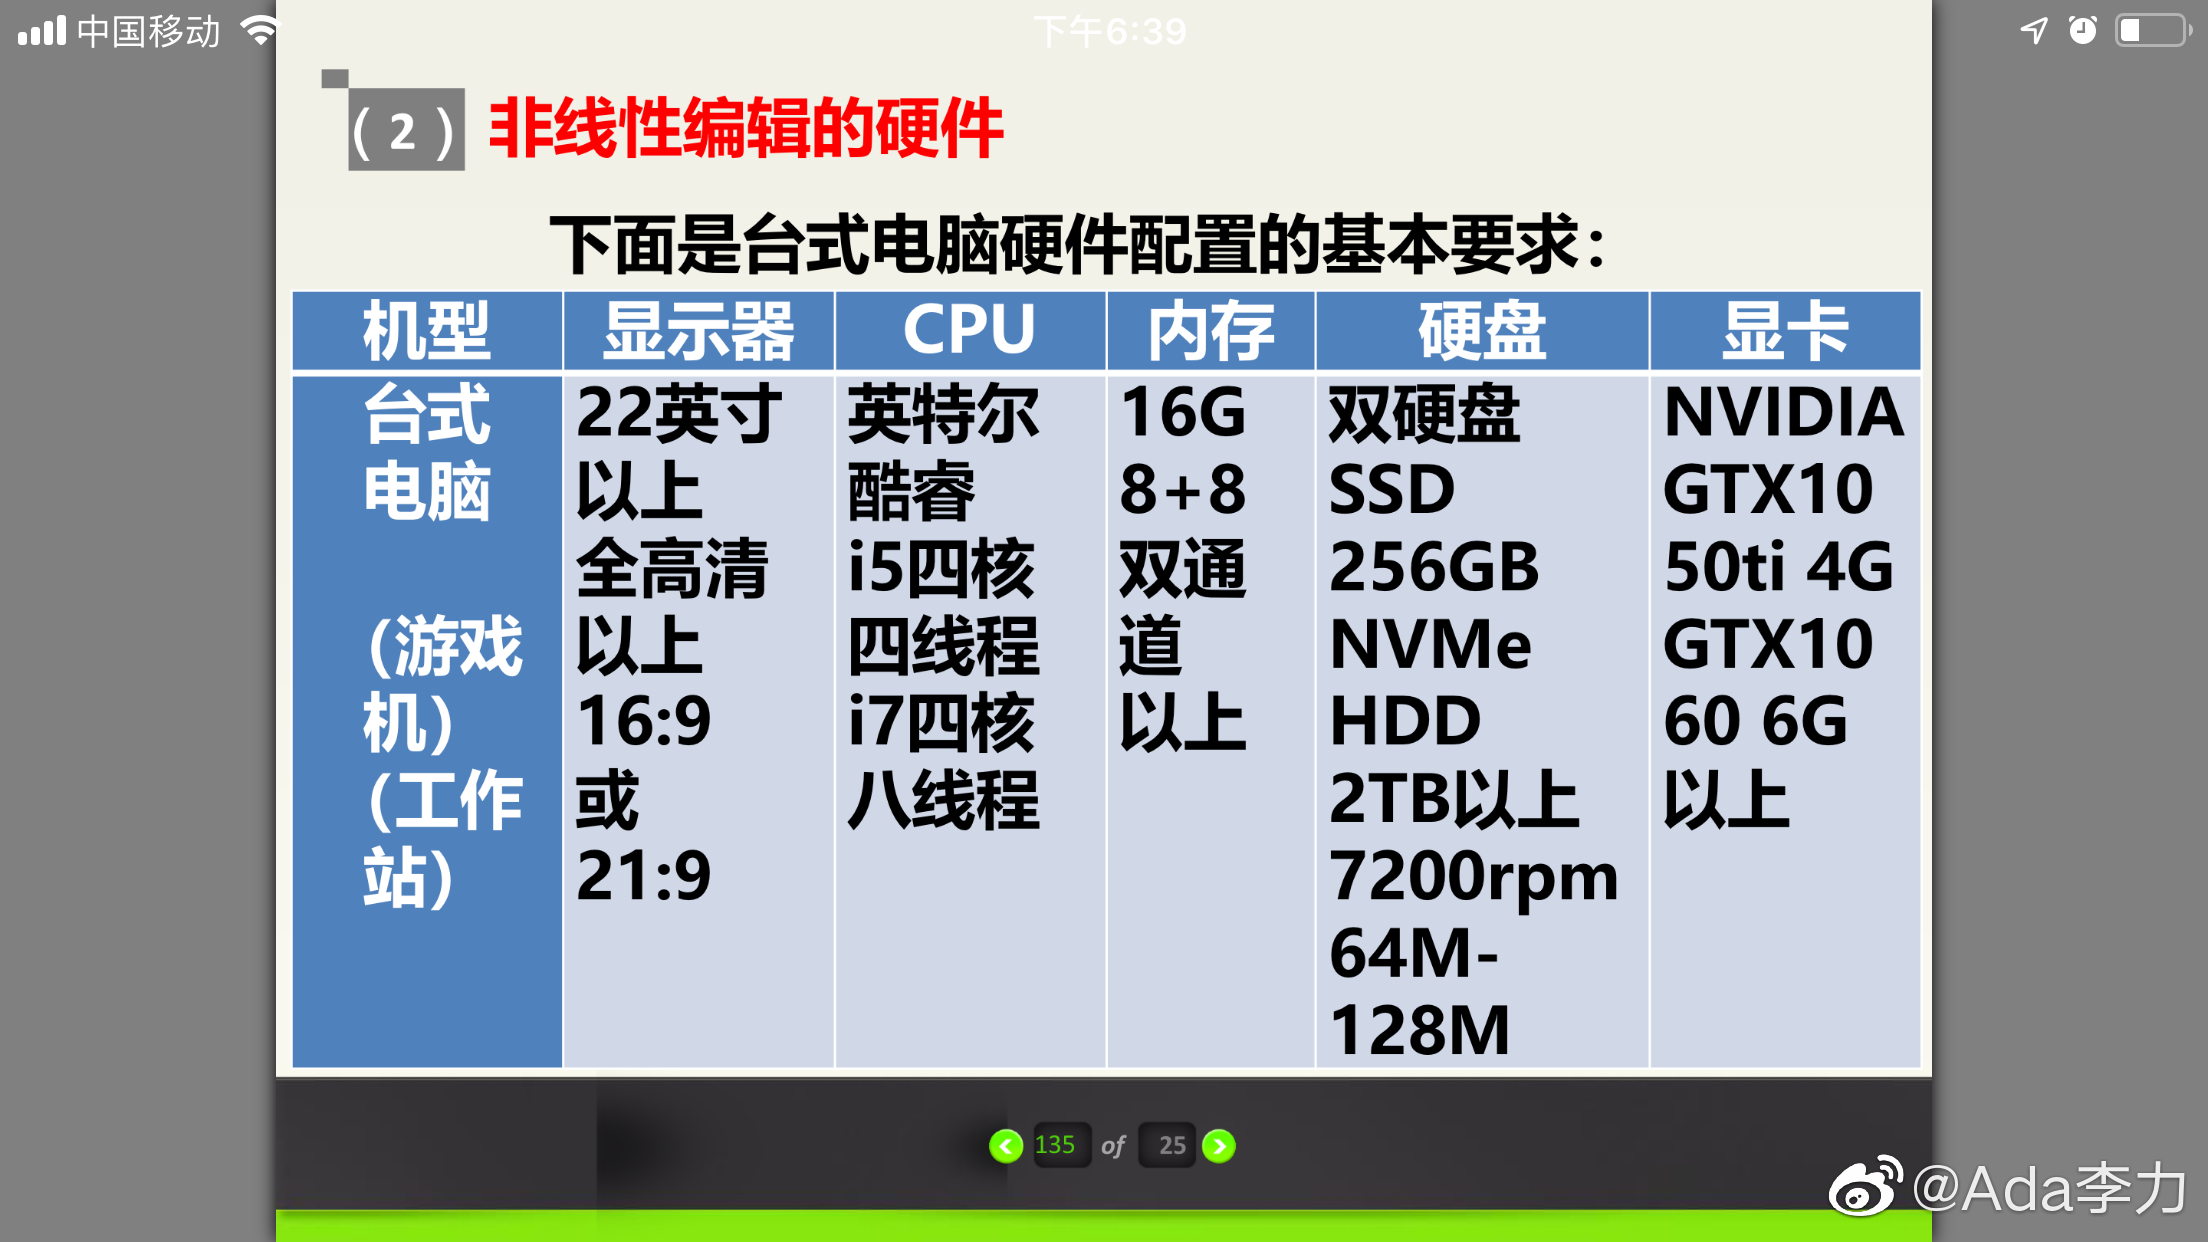 中国移动
下午6:39
(2)
非线性编辑的硬件
下面是台式电脑硬件配置的基本要求：
机型
显示器
CPU
内存
硬盘
显卡
台式
电脑
(游戏
机)
(工作
站)
22英寸
以上
全高清
以上
16:9
或
21:9
英特尔
酷睿
i5四核
四线程
i7四核
八线程
16G
8+8
双通
道
以上
双硬盘
SSD
256GB
NVMe
HDD
2TB以上
7200rpm
64M-
128M
NVIDIA
GTX10
50ti 4G
GTX10
60 6G
以上
135 of 25
@Ada李力